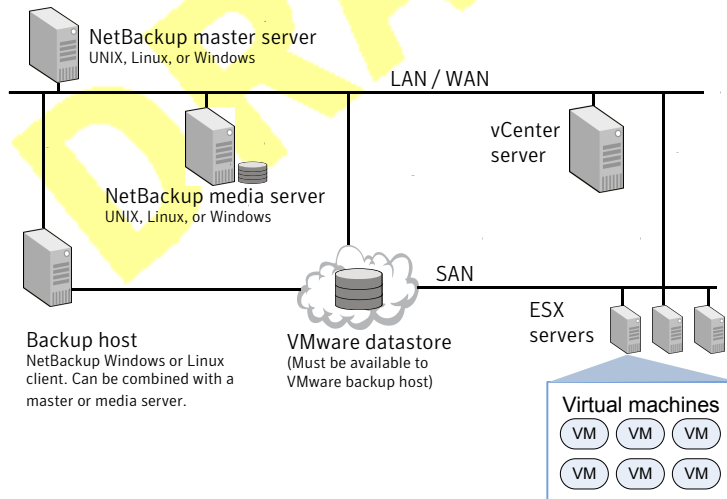 NetBackup master server
UNIX, Linux, or Windows
LAN / WAN
vCenter
server
NetBackup media server
UNIX, Linux, or Windows
SAN
Backup host
NetBackup Windows or Linux
client. Can be combined with a
master or media server.
VMware datastore
(Must be available to
VMware backup host)
ESX
servers
Virtual machines
VM VM VM
VM VM VM